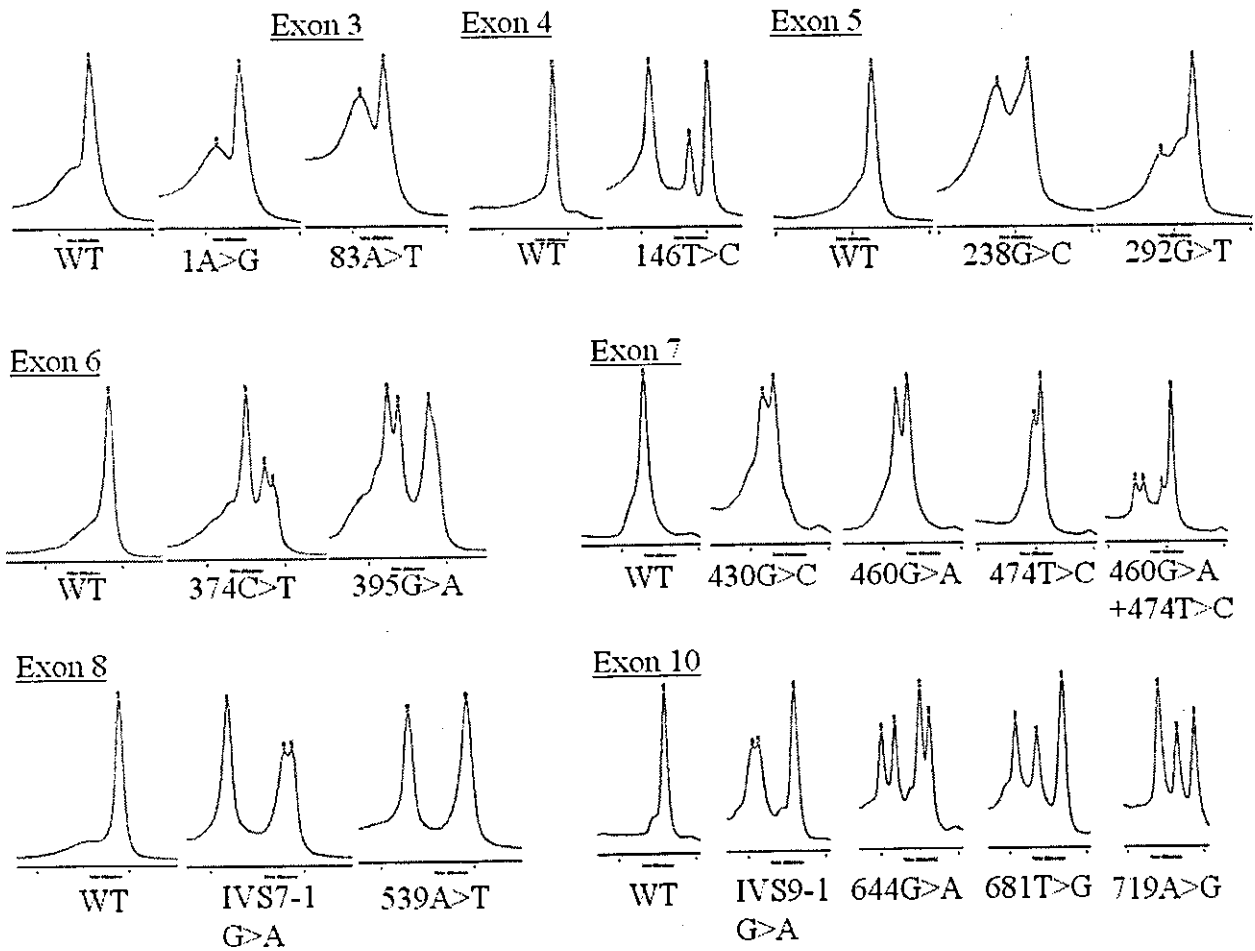 Exon 3
Exon 4
Exon 5
WT
1A>G
83A>T
WT
146T>C
WT
238G>C
292G>T
Exon 6
Exon 7
WT
374C>T
395G>A
WT
430G>C
460G>A
474T>C
460G>A
+474T>C
Exon 8
Exon 10
WT
IVS7-1
G>A
539A>T
WT
IVS9-1
G>A
644G>A
681T>G
719A>G